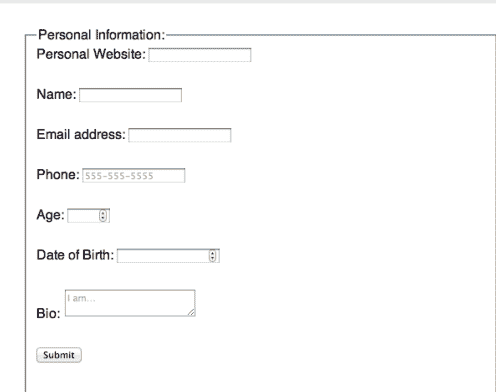 Personal Information:
Personal Website:
Name:
Email address:
Phone: 555-555-5555
Age:
Date of Birth:
Bio: I am...
Submit